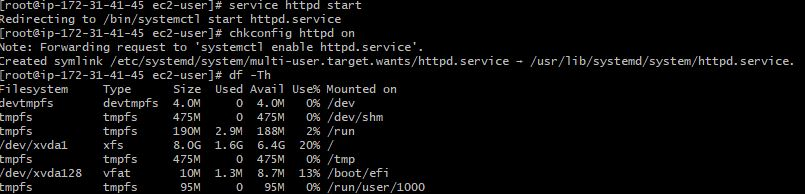 [root@ip-172-31-41-45 ec2-user]# service httpd start
Redirecting to /bin/systemctl start httpd.service
[root@ip-172-31-41-45 ec2-user]# chkconfig httpd on
Note: Forwarding request to 'systemctl enable httpd.service'.
Created symlink /etc/systemd/system/multi-user.target.wants/httpd.service → /usr/lib/systemd/system/httpd.service.
[root@ip-172-31-41-45 ec2-user]# df -Th
Filesystem     Type      Size  Used Avail Use% Mounted on
devtmpfs       devtmpfs  4.0M     0  4.0M   0% /dev
tmpfs          tmpfs     475M     0  475M   0% /dev/shm
tmpfs          tmpfs     190M  2.9M  188M   2% /run
/dev/xvda1     xfs       8.0G  1.6G  6.4G  20% /
tmpfs          tmpfs     475M     0  475M   0% /tmp
/dev/xvda128   vfat       10M  1.3M  8.7M  13% /boot/efi
tmpfs          tmpfs      95M     0   95M   0% /run/user/1000